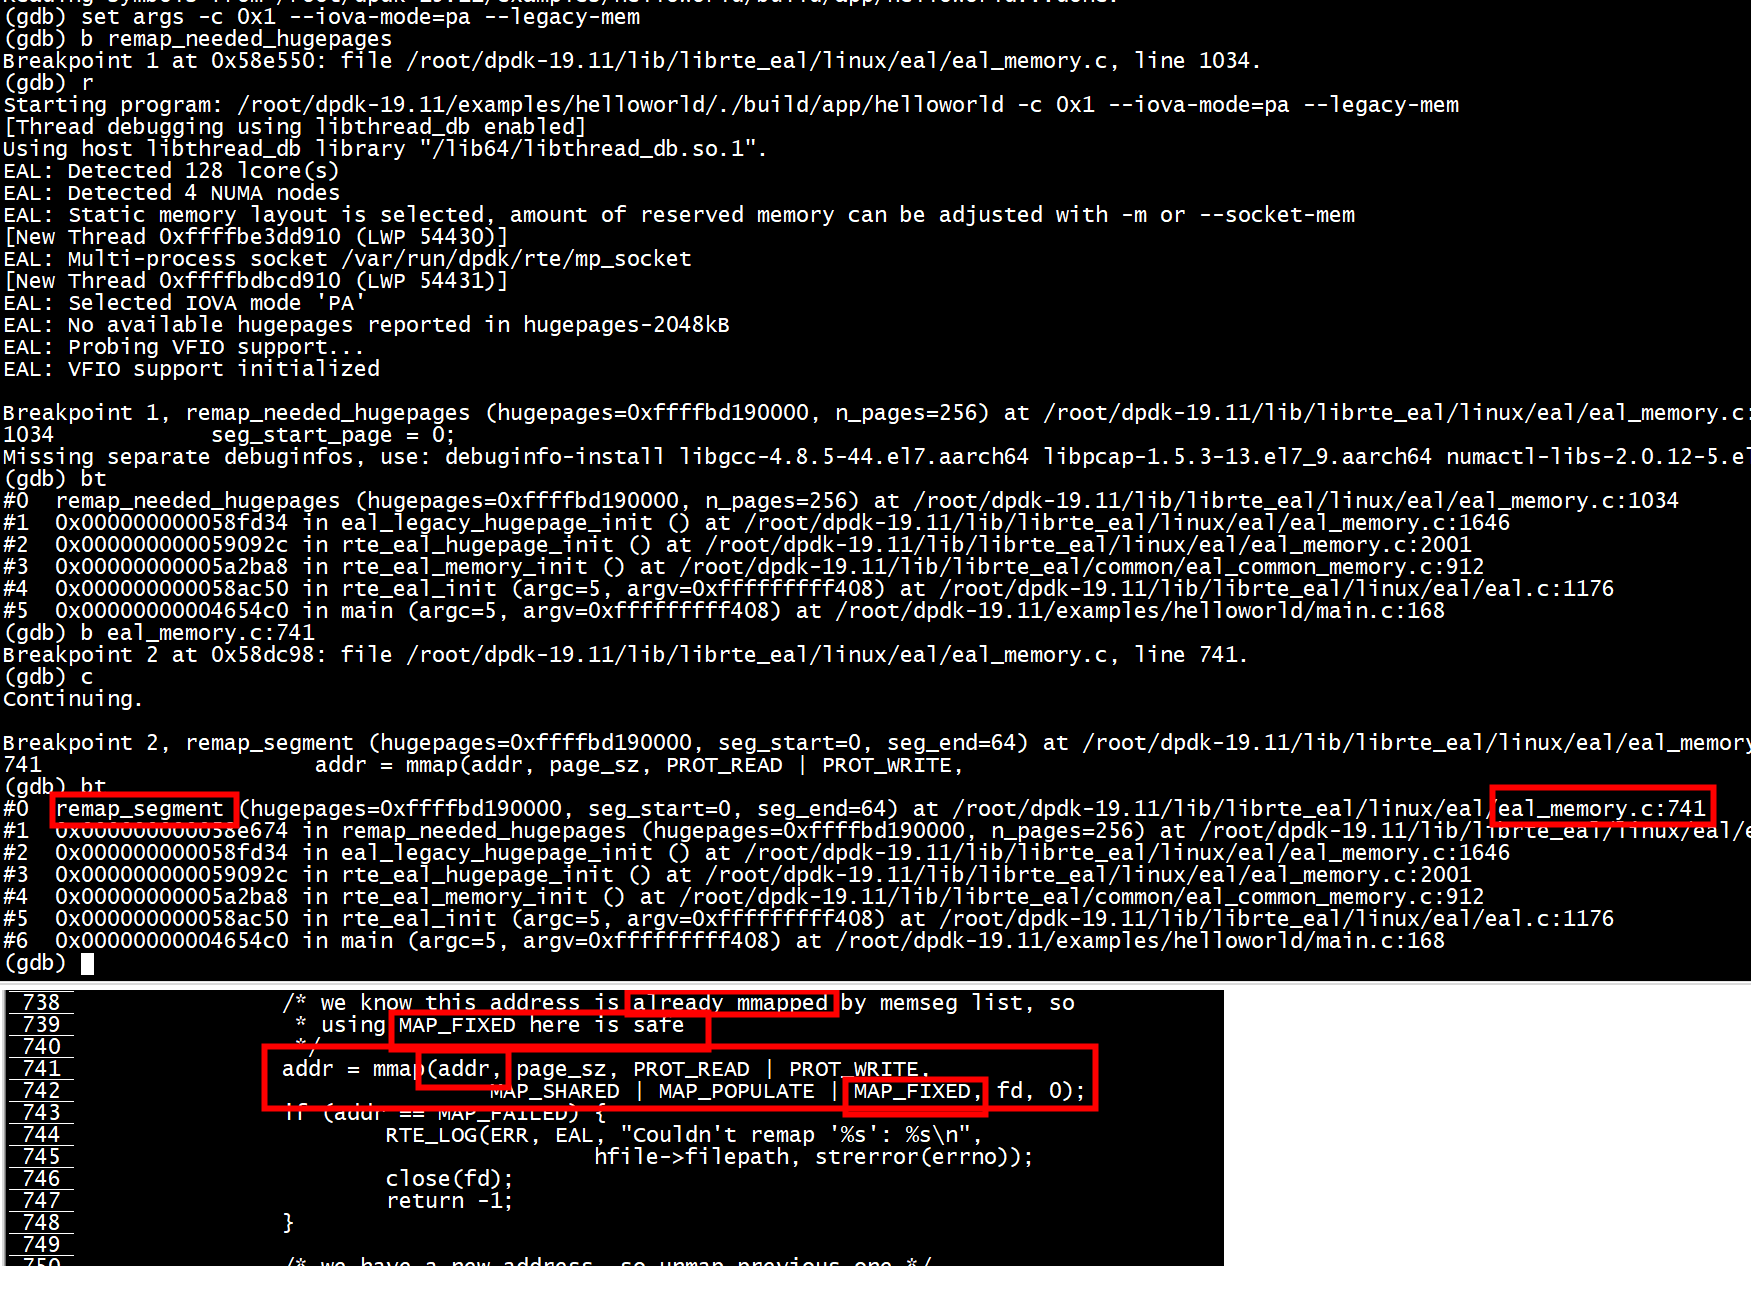 (gdb) set args -c 0x1 --iova-mode=pa --legacy-mem
(gdb) b remap_needed_hugepages
Breakpoint 1 at 0x58e550: file /root/dpdk-19.11/lib/librte_eal/linux/eal/eal_memory.c, line 1034.
(gdb) r
Starting program: /root/dpdk-19.11/examples/helloworld/./build/app/helloworld -c 0x1 --iova-mode=pa --legacy-mem
[Thread debugging using libthread_db enabled]
Using host libthread_db library "/lib64/libthread_db.so.1".
EAL: Detected 128 lcore(s)
EAL: Detected 4 NUMA nodes
EAL: Static memory layout is selected, amount of reserved memory can be adjusted with -m or --socket-mem
[New Thread 0xffffbe3dd910 (LWP 54430)]
EAL: Multi-process socket /var/run/dpdk/rte/mp_socket
[New Thread 0xffffbdbcd910 (LWP 54431)]
EAL: Selected IOVA mode 'PA'
EAL: No available hugepages reported in hugepages-2048kB
EAL: Probing VFIO support...
EAL: VFIO support initialized
Breakpoint 1, remap_needed_hugepages (hugepages=0xffffbd190000, n_pages=256) at /root/dpdk-19.11/lib/librte_eal/linux/eal/eal_memory.c:
1034            seg_start_page = 0;
Missing separate debuginfos, use: debuginfo-install libgcc-4.8.5-44.el7.aarch64 libpcap-1.5.3-13.el7_9.aarch64 numactl-libs-2.0.12-5.el
(gdb) bt
#0  remap_needed_hugepages (hugepages=0xffffbd190000, n_pages=256) at /root/dpdk-19.11/lib/librte_eal/linux/eal/eal_memory.c:1034
#1  0x000000000058fd34 in eal_legacy_hugepage_init () at /root/dpdk-19.11/lib/librte_eal/linux/eal/eal_memory.c:1646
#2  0x000000000059092c in rte_eal_hugepage_init () at /root/dpdk-19.11/lib/librte_eal/linux/eal/eal_memory.c:2001
#3  0x00000000005a2ba8 in rte_eal_memory_init () at /root/dpdk-19.11/lib/librte_eal/common/eal_common_memory.c:912
#4  0x000000000058ac50 in rte_eal_init (argc=5, argv=0xfffffffff408) at /root/dpdk-19.11/lib/librte_eal/linux/eal/eal.c:1176
#5  0x00000000004654c0 in main (argc=5, argv=0xfffffffff408) at /root/dpdk-19.11/examples/helloworld/main.c:168
(gdb) b eal_memory.c:741
Breakpoint 2 at 0x58dc98: file /root/dpdk-19.11/lib/librte_eal/linux/eal/eal_memory.c, line 741.
(gdb) c
Continuing.
Breakpoint 2, remap_segment (hugepages=0xffffbd190000, seg_start=0, seg_end=64) at /root/dpdk-19.11/lib/librte_eal/linux/eal/eal_memory
741                     addr = mmap(addr, page_sz, PROT_READ | PROT_WRITE,
(gdb) bt
#0  remap_segment (hugepages=0xffffbd190000, seg_start=0, seg_end=64) at /root/dpdk-19.11/lib/librte_eal/linux/eal/eal_memory.c:741
#1  0x000000000058e674 in remap_needed_hugepages (hugepages=0xffffbd190000, n_pages=256) at /root/dpdk-19.11/lib/librte_eal/linux/eal/e
#2  0x000000000058fd34 in eal_legacy_hugepage_init () at /root/dpdk-19.11/lib/librte_eal/linux/eal/eal_memory.c:1646
#3  0x000000000059092c in rte_eal_hugepage_init () at /root/dpdk-19.11/lib/librte_eal/linux/eal/eal_memory.c:2001
#4  0x00000000005a2ba8 in rte_eal_memory_init () at /root/dpdk-19.11/lib/librte_eal/common/eal_common_memory.c:912
#5  0x000000000058ac50 in rte_eal_init (argc=5, argv=0xfffffffff408) at /root/dpdk-19.11/lib/librte_eal/linux/eal/eal.c:1176
#6  0x00000000004654c0 in main (argc=5, argv=0xfffffffff408) at /root/dpdk-19.11/examples/helloworld/main.c:168
(gdb)
738 /* we know this address is already mmapped by memseg list, so
739  * using MAP_FIXED here is safe
740  */
741 addr = mmap(addr, page_sz, PROT_READ | PROT_WRITE,
742 MAP_SHARED | MAP_POPULATE | MAP_FIXED, fd, 0);
743 if (addr == MAP_FAILED) {
744 RTE_LOG(ERR, EAL, "Couldn't remap '%s': %s\n",
745 hfile->filepath, strerror(errno));
746 close(fd);
747 return -1;
748 }
749
750 /* we have a new address, so unmap previous one */